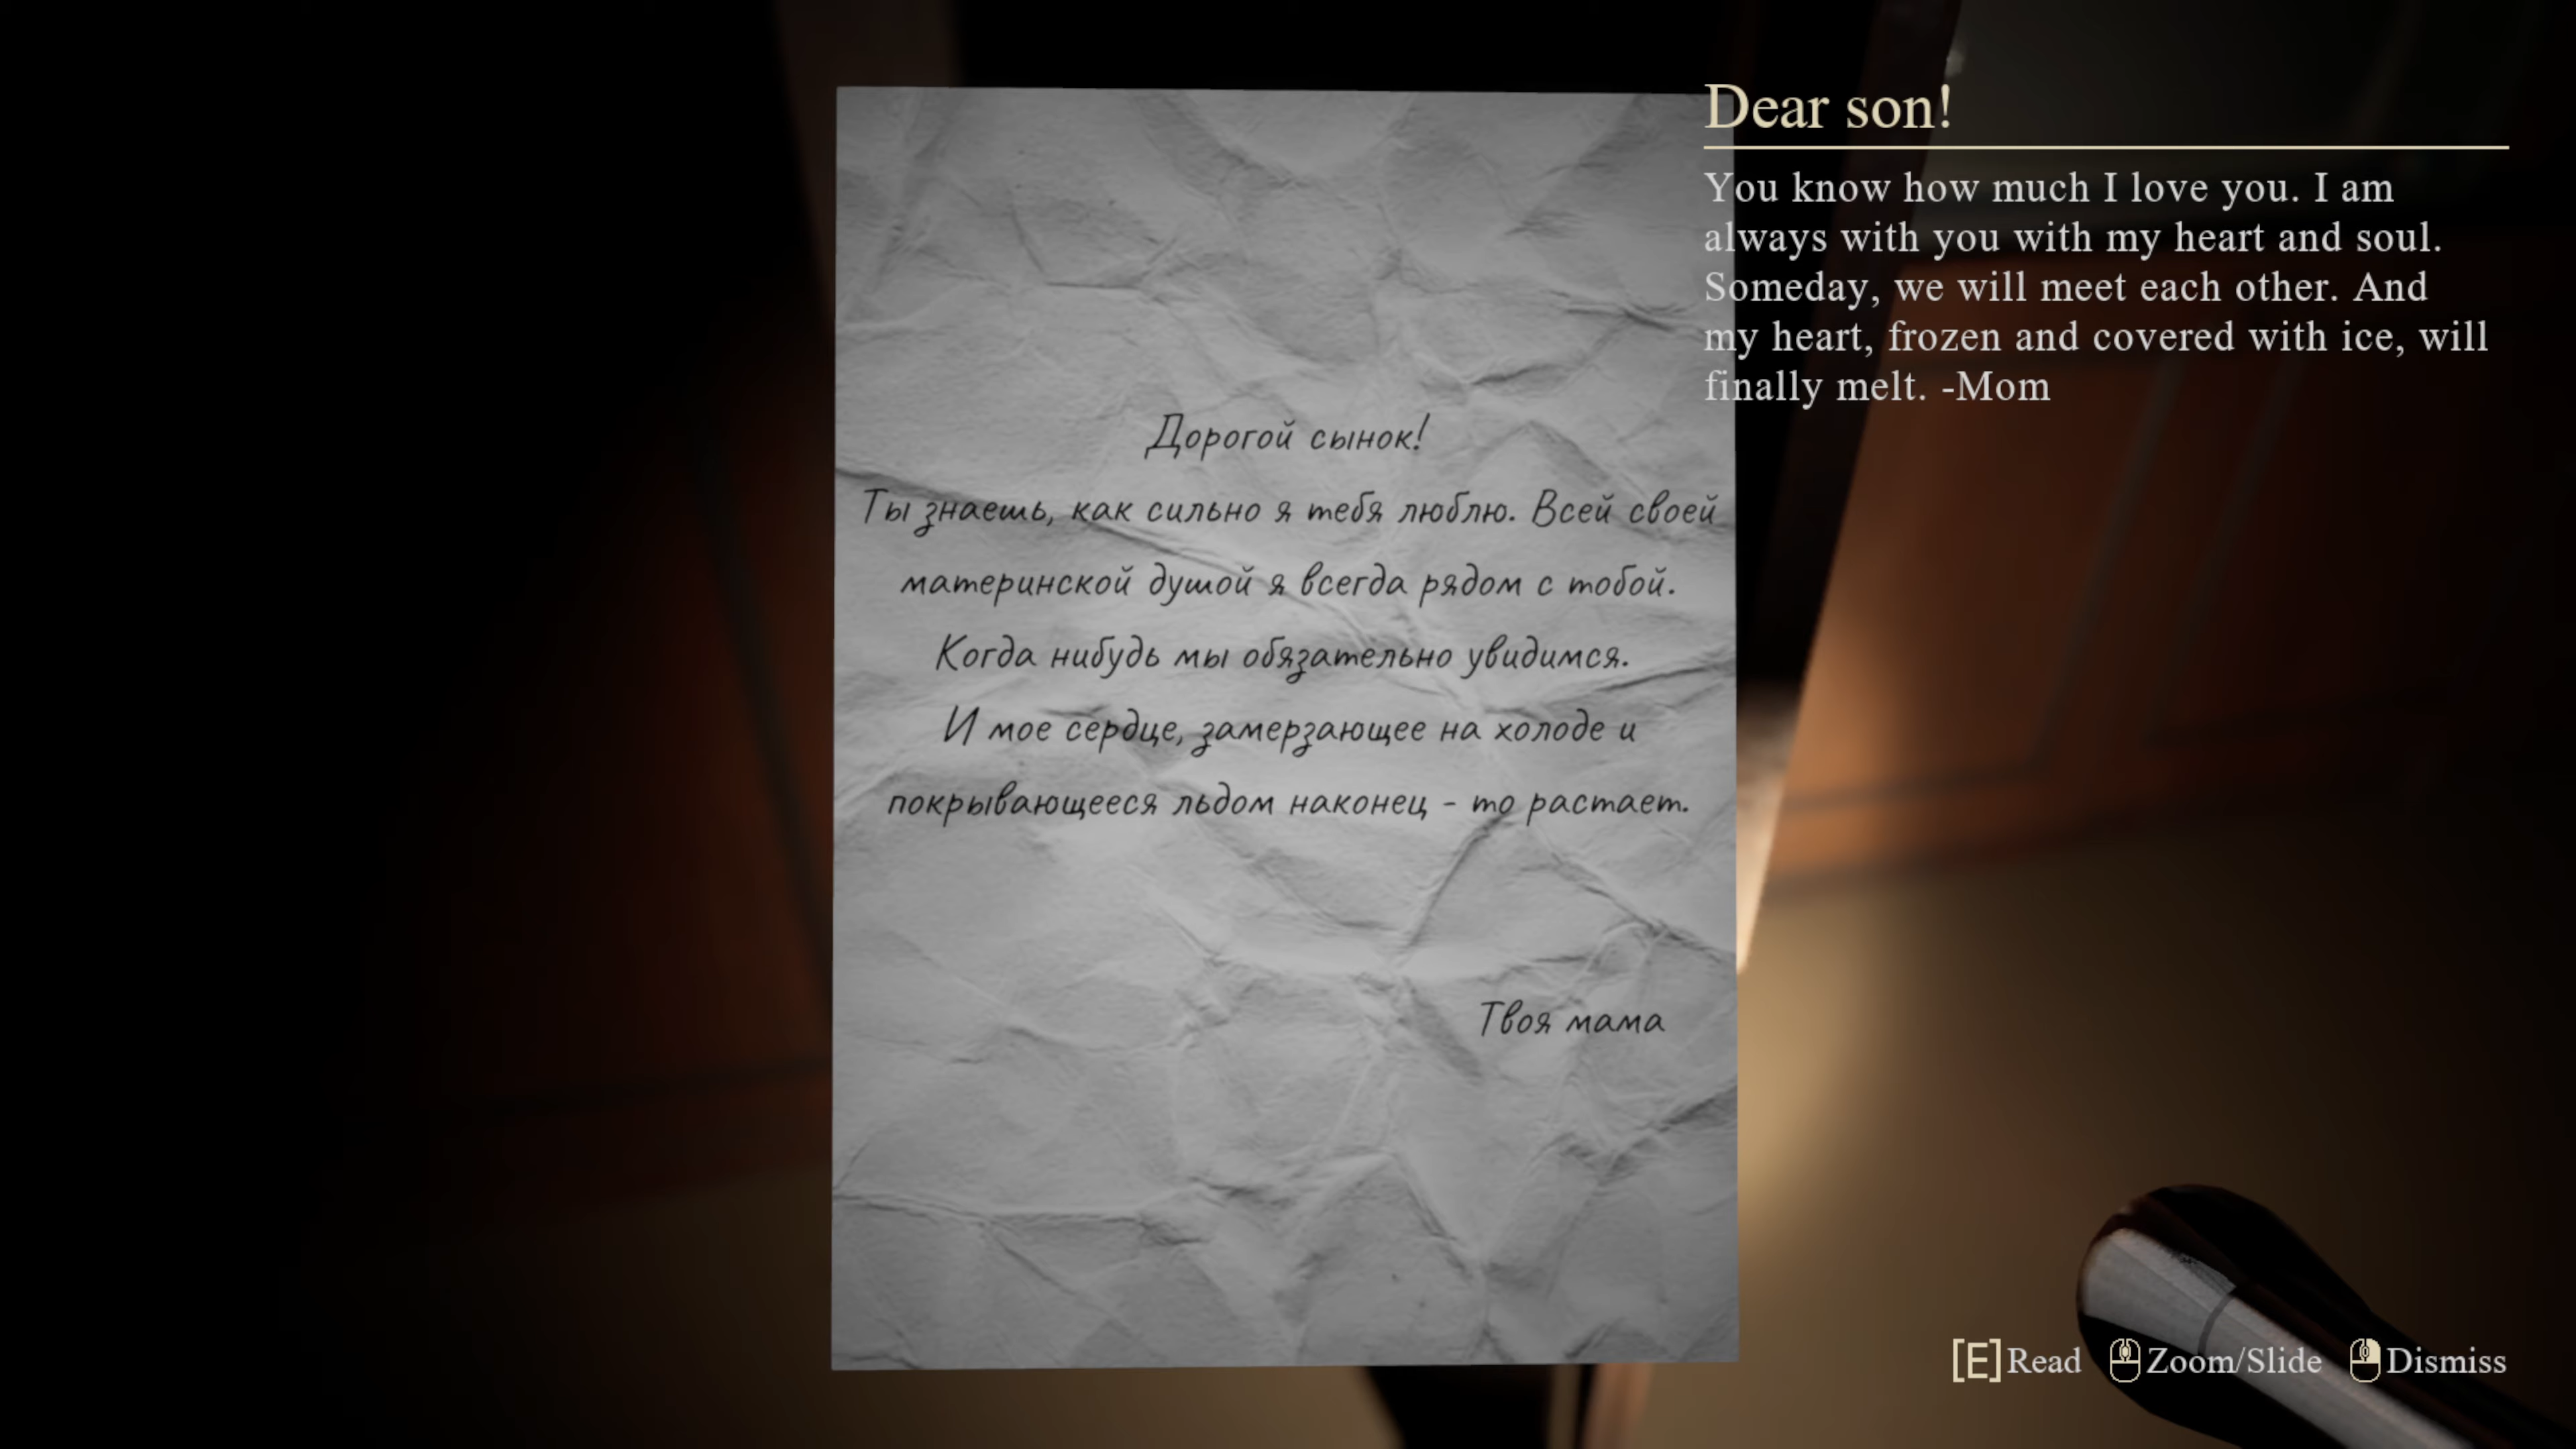 Дорогой сынок!
Ты знаешь, как сильно я тебя люблю. Всей своей
материнской душой я всегда рядом с тобой.
Когда нибудь мы обязательно увидимся.
И мое сердце, замерзающее на холоде и
покрывающееся льдом наконец - то растает.
Твоя мама
Dear son!
You know how much I love you. I am
always with you with my heart and soul.
Someday, we will meet each other. And
my heart, frozen and covered with ice, will
finally melt. -Mom
[E]Read Zoom/Slide Dismiss